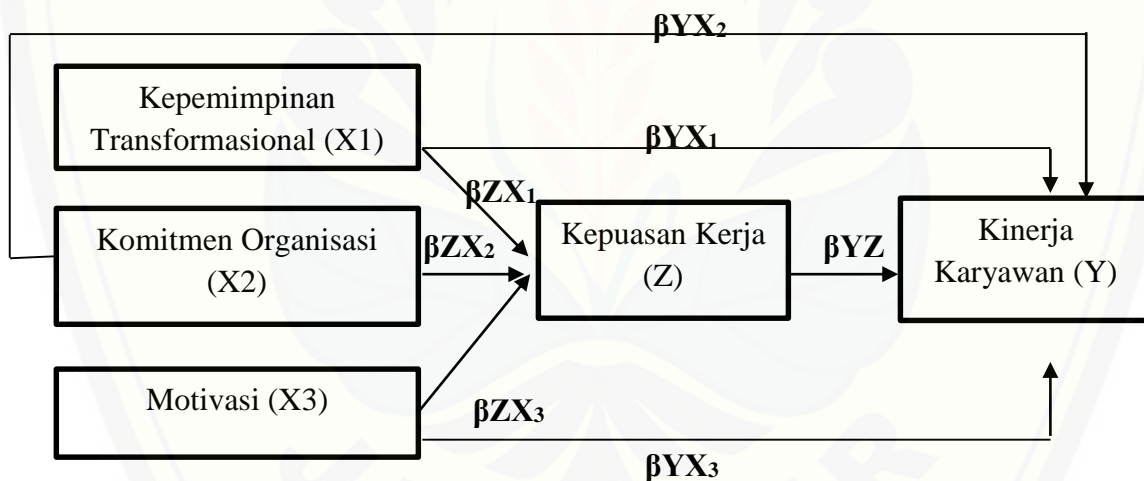 βYX₂
Kepemimpinan
Transformasional (X1)
βYX₁
βZX₁
Komitmen Organisasi
(X2)
βZX₂
Kepuasan Kerja
(Z)
βYZ
Kinerja
Karyawan (Y)
Motivasi (X3)
βZX₃
βYX₃